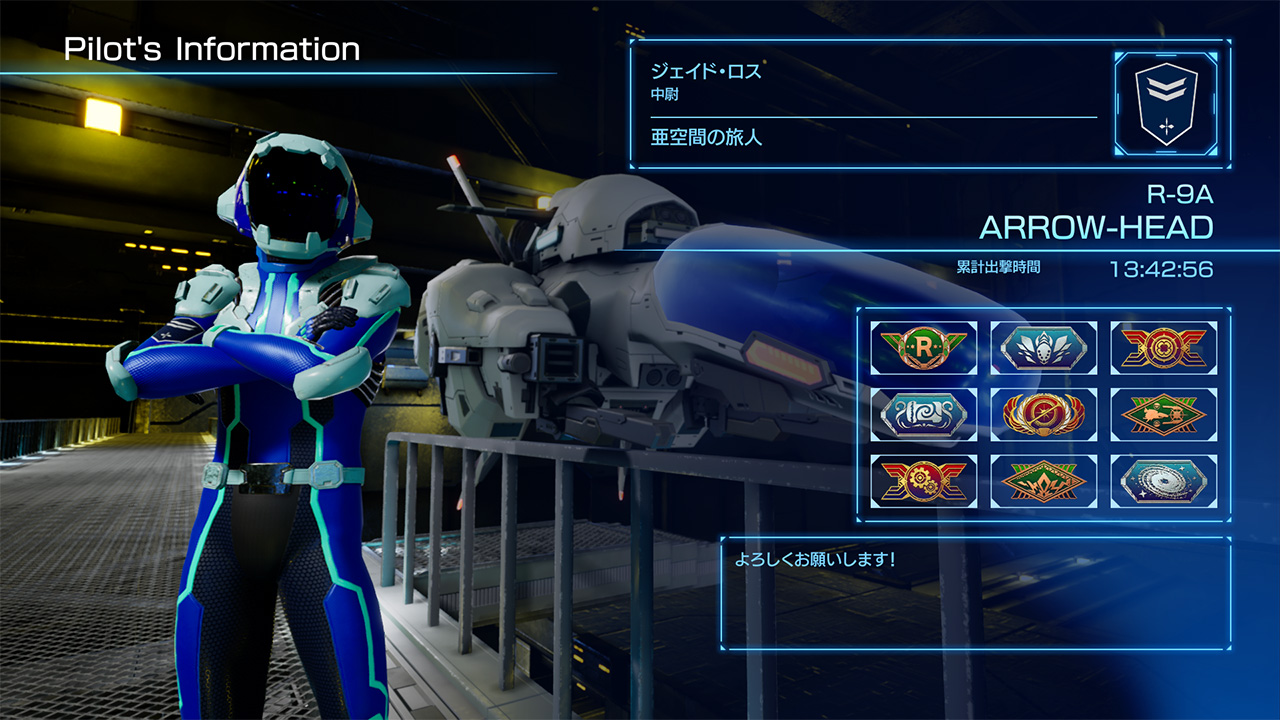 Pilot's Information
ジェイド・ロス
中尉
亜空間の旅人
R-9A
ARROW-HEAD
累計出撃時間 13:42:56
R
よろしくお願いします!